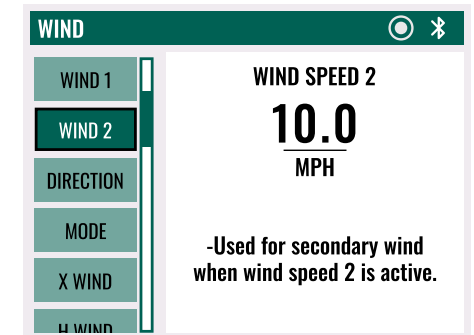 WIND
WIND 1
WIND 2
DIRECTION
MODE
X WIND
H WIND
WIND SPEED 2
10.0
MPH
-Used for secondary wind
when wind speed 2 is active.